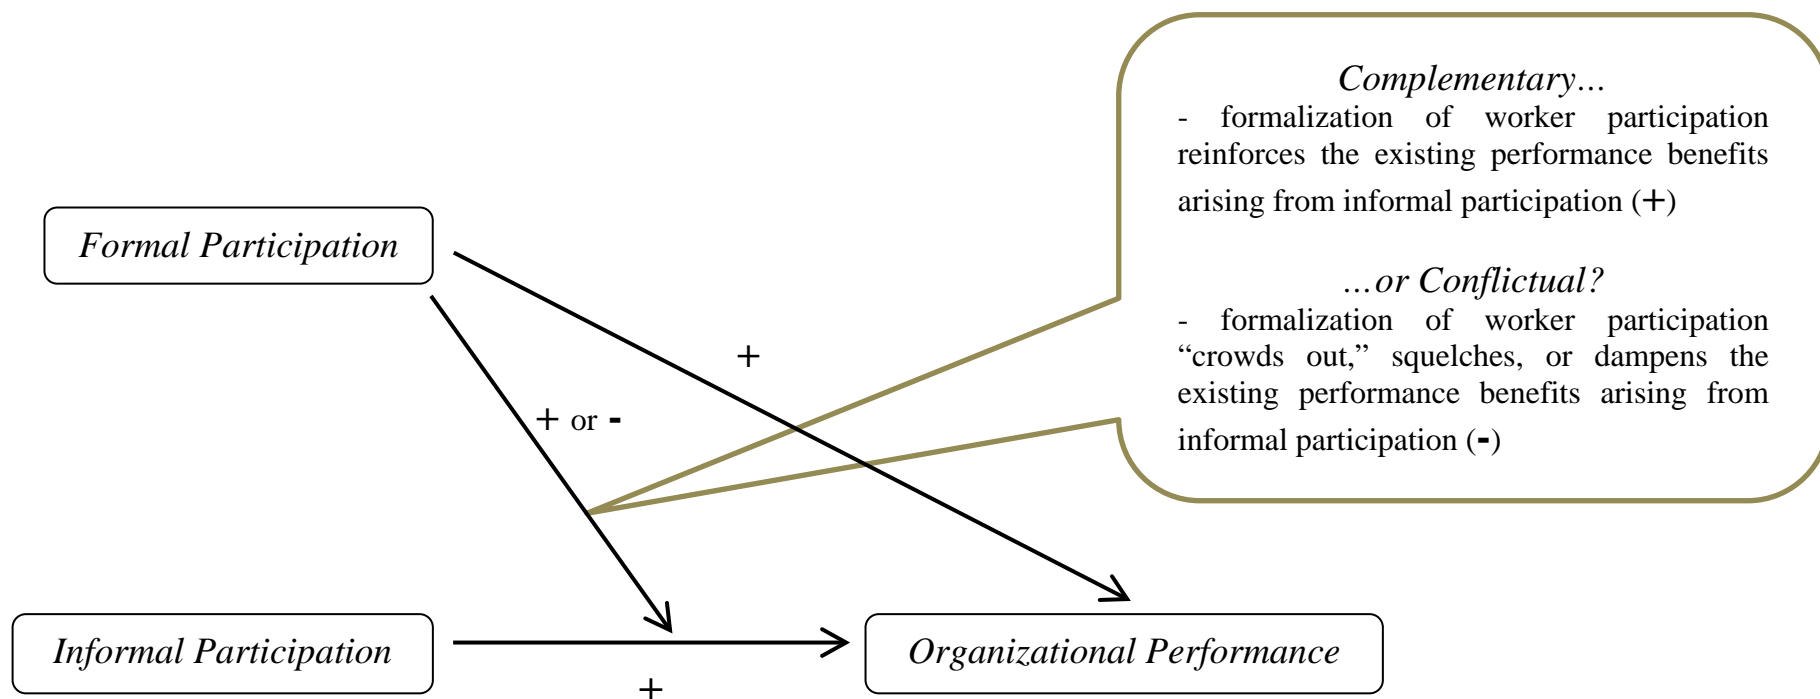 Complementary…
- formalization of worker participation
reinforces the existing performance benefits
arising from informal participation (+)
…or Conflictual?
- formalization of worker participation
“crowds out,” squelches, or dampens the
existing performance benefits arising from
informal participation (-)
Formal Participation
+
+ or -
Informal Participation
+
Organizational Performance